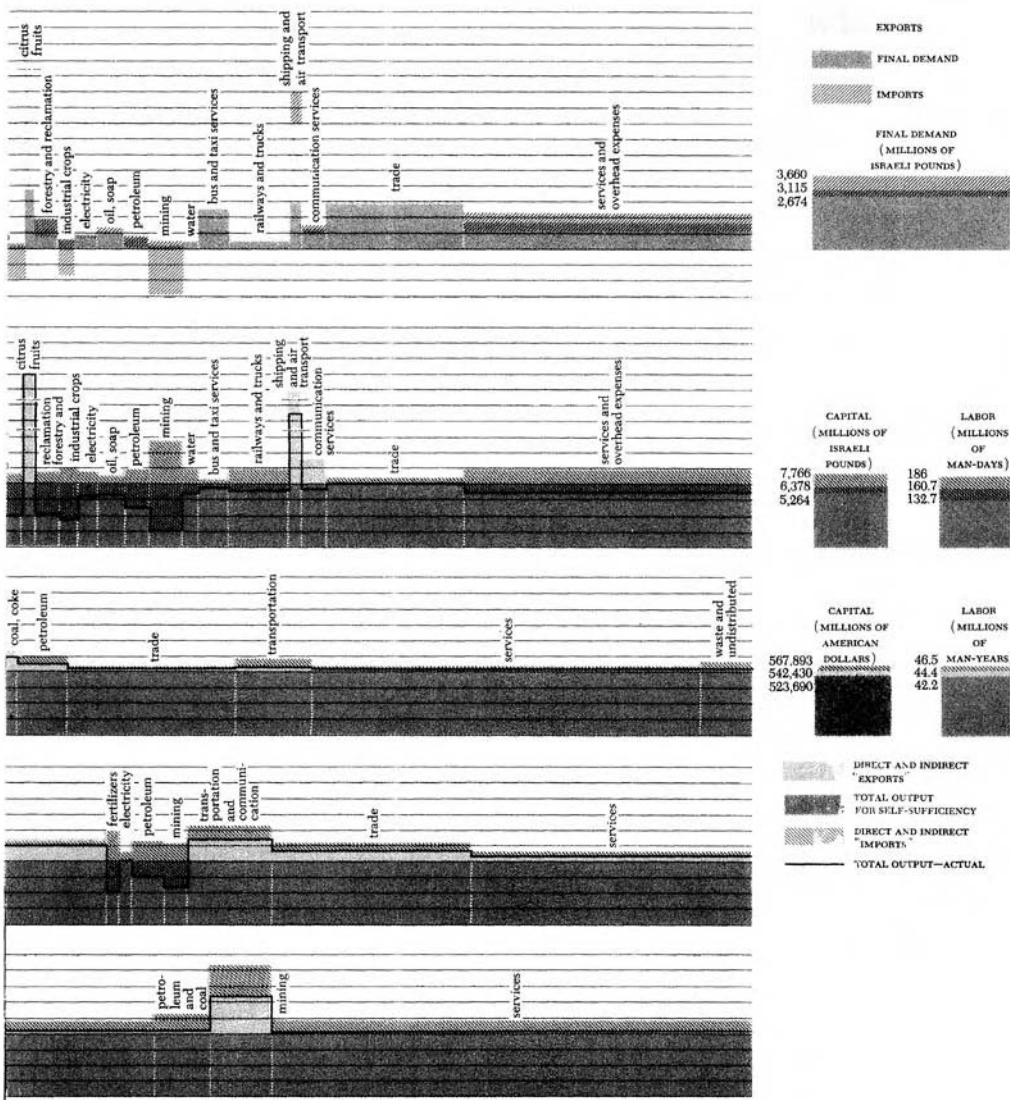 citrus
fruits
forestry and reclamation
industrial crops
electricity
oil, soap
petroleum
mining
water
bus and taxi services
railways and trucks
shipping and
air transport
communication services
trade
services and
overhead expenses
EXPORTS
FINAL DEMAND
IMPORTS
FINAL DEMAND
(MILLIONS OF
ISRAELI POUNDS)
3,660
3,115
2,674
citrus
fruits
reclamation
forestry and
industrial crops
electricity
oil, soap
petroleum
mining
water
bus and taxi services
railways and trucks
shipping
and air
transport
communication
services
trade
services and
overhead expenses
CAPITAL
(MILLIONS OF
ISRAELI
POUNDS)
7,766
6,378
5,264
LABOR
(MILLIONS
OF
MAN-DAYS)
186
160.7
132.7
coal, coke
petroleum
trade
transportation
services
waste and
undistributed
CAPITAL
(MILLIONS OF
AMERICAN
DOLLARS)
567,893
542,430
523,690
LABOR
(MILLIONS
OF
MAN-YEARS
46.5
44.4
42.2
fertilizers
electricity
petroleum
mining
trans-
portation
and
communi-
cation
trade
services
DIRECT AND INDIRECT
"EXPORTS"
TOTAL OUTPUT
FOR SELF-SUFFICIENCY
DIRECT AND INDIRECT
"IMPORTS"
TOTAL OUTPUT—ACTUAL
petro-
leum
and
coal
mining
services